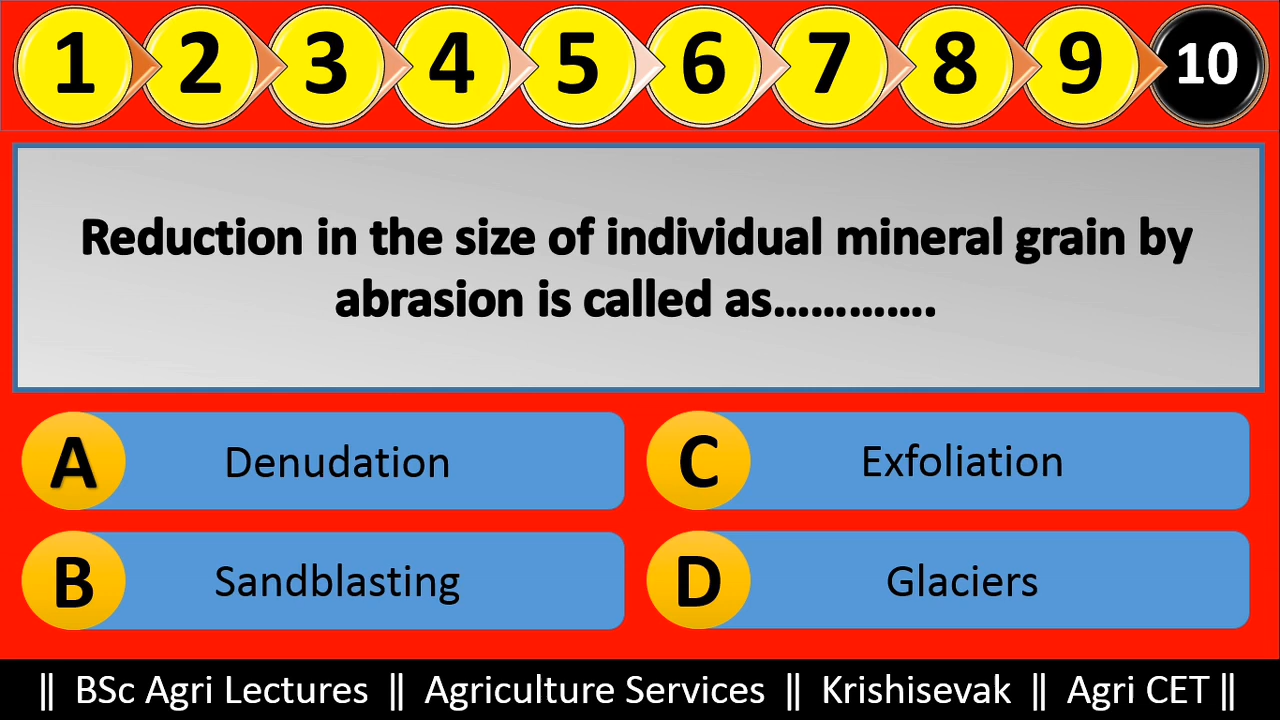 1 2 3 4 5 6 7 8 9 10
Reduction in the size of individual mineral grain by
abrasion is called as.............
A Denudation
B Sandblasting
C Exfoliation
D Glaciers
|| BSc Agri Lectures || Agriculture Services || Krishisevak || Agri CET ||